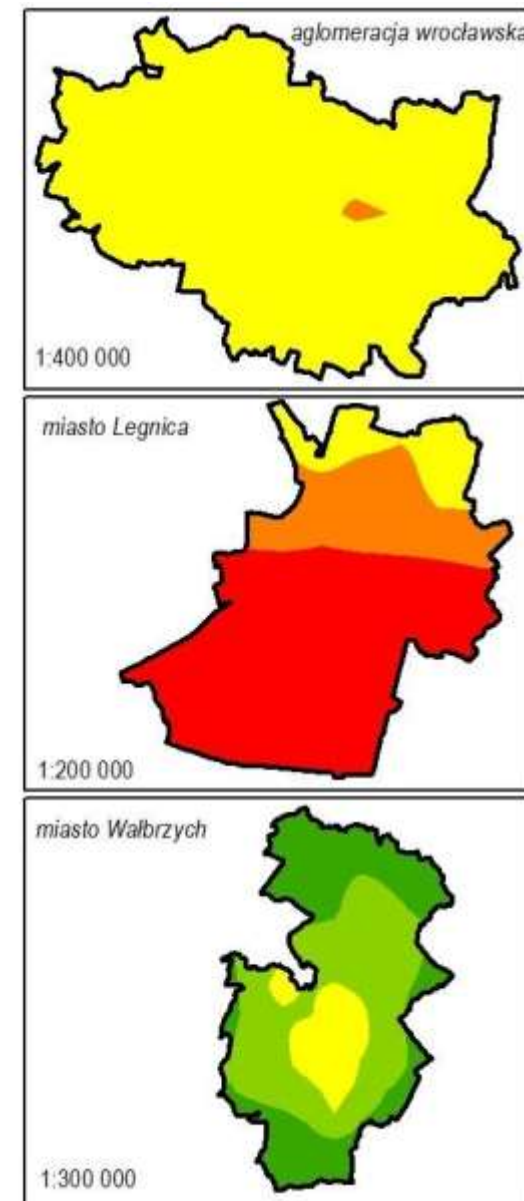 aglomeracja wrocławska
1:400 000
miasto Legnica
1:200 000
miasto Wałbrzych
1:300 000